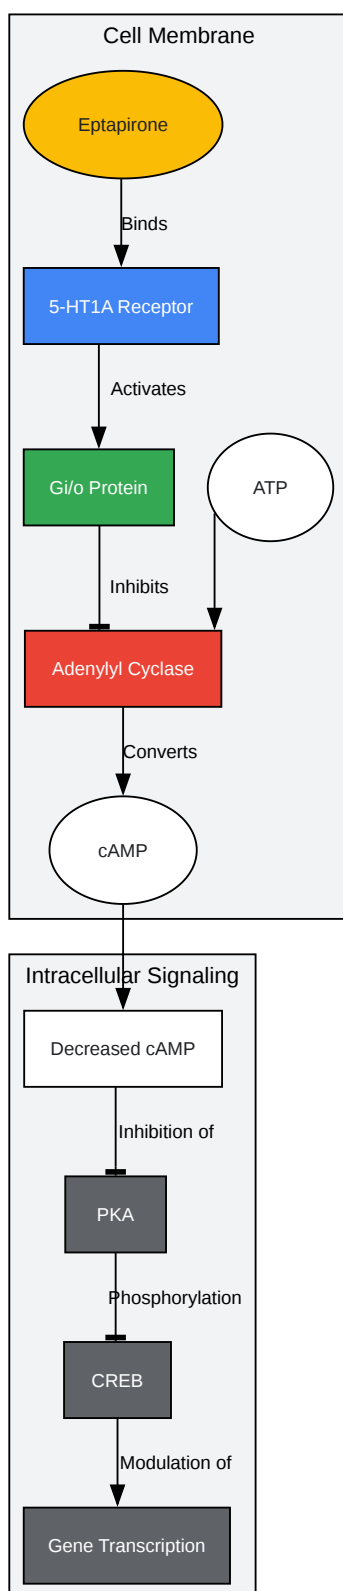 Cell Membrane
Eptapirone
Binds
5-HT1A Receptor
Activates
Gi/o Protein
ATP
Inhibits
Adenylyl Cyclase
Converts
cAMP
Intracellular Signaling
Decreased cAMP
Inhibition of
PKA
Phosphorylation
CREB
Modulation of
Gene Transcription